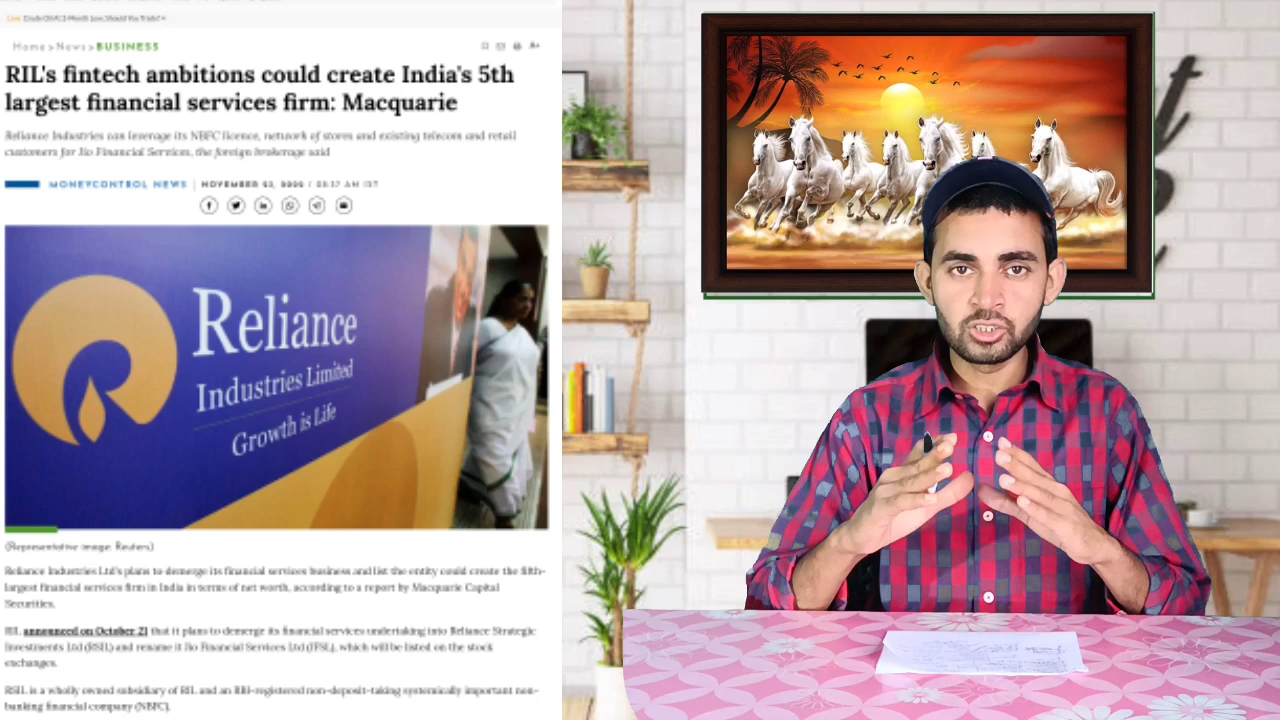 Home > News > BUSINESS
RIL's fintech ambitions could create India's 5th
largest financial services firm: Macquarie
Reliance Industries can leverage its NBFC licence, network of stores and existing telecom and retail
customers for Jio Financial Services, the foreign brokerage said
MONEYCONTROL NEWS | NOVEMBER / AM IST
Reliance
Industries Limited
Growth is Life
(Representative image: Reuters)
Reliance Industries Ltd's plans to demerge its financial services business and list the entity could create the fifth-
largest financial services firm in India in terms of net worth, according to a report by Macquarie Capital
Securities.
RIL announced on October 21 that it plans to demerge its financial services undertaking into Reliance Strategic
Investments Ltd (RSIL) and rename it Jio Financial Services Ltd (JFSL), which will be listed on the stock
exchanges.
RSIL is a wholly owned subsidiary of RIL and an RBI-registered non-deposit-taking systemically important non-
banking financial company (NBFC).